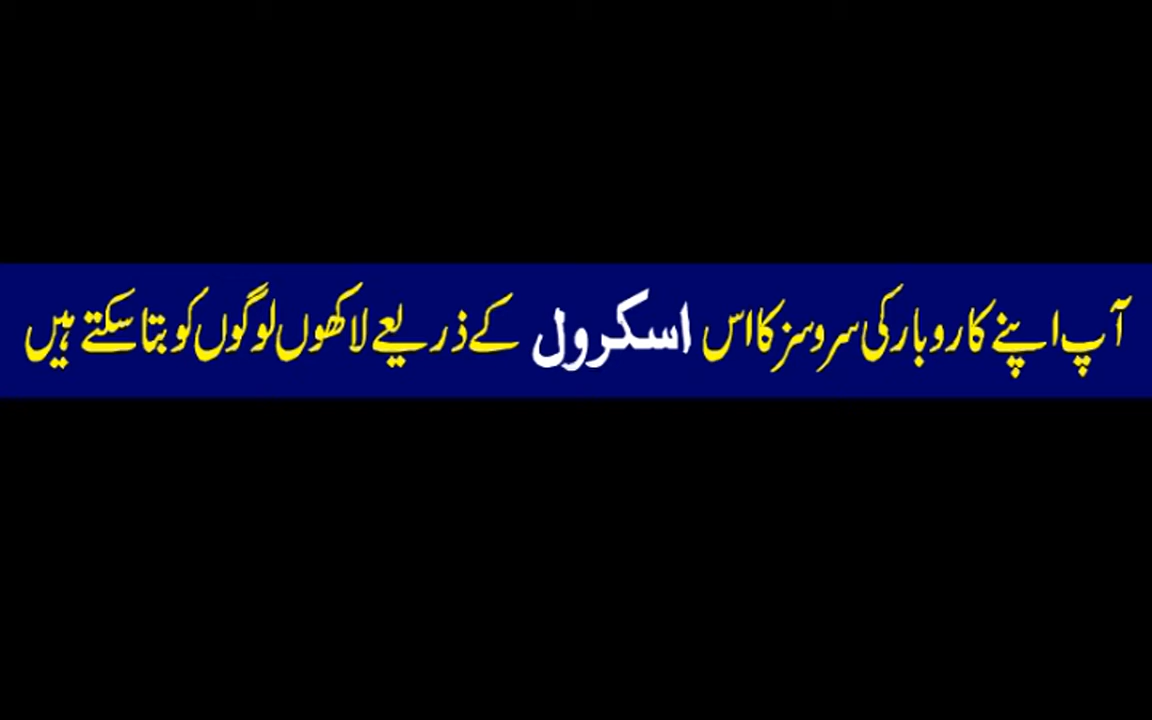 آپ اپنے کاروبار کی سروسز کا اس اسکرول کے ذریعے لاکھوں لوگوں کو بتا سکتے ہیں